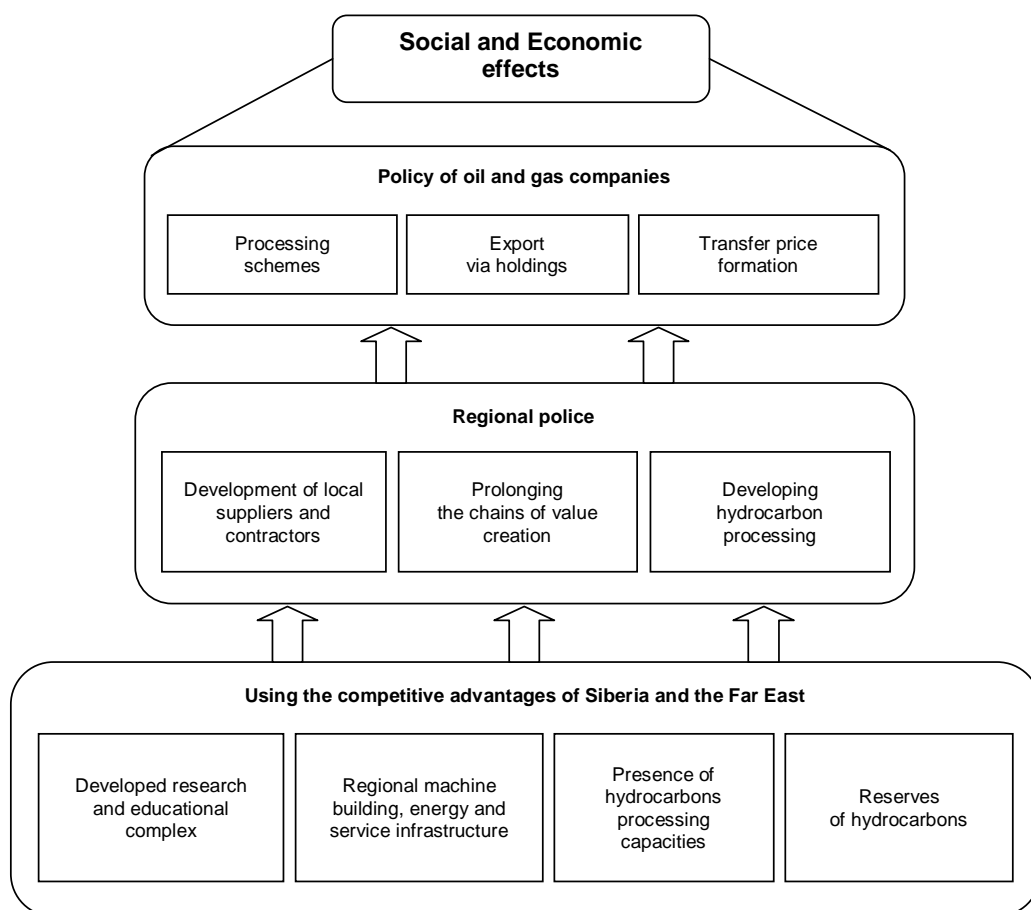 Social and Economic
effects
Policy of oil and gas companies
Processing
schemes
Export
via holdings
Transfer price
formation
Regional police
Development of local
suppliers and
contractors
Prolonging
the chains of value
creation
Developing
hydrocarbon
processing
Using the competitive advantages of Siberia and the Far East
Developed research
and educational
complex
Regional machine
building, energy and
service infrastructure
Presence of
hydrocarbons
processing
capacities
Reserves
of hydrocarbons